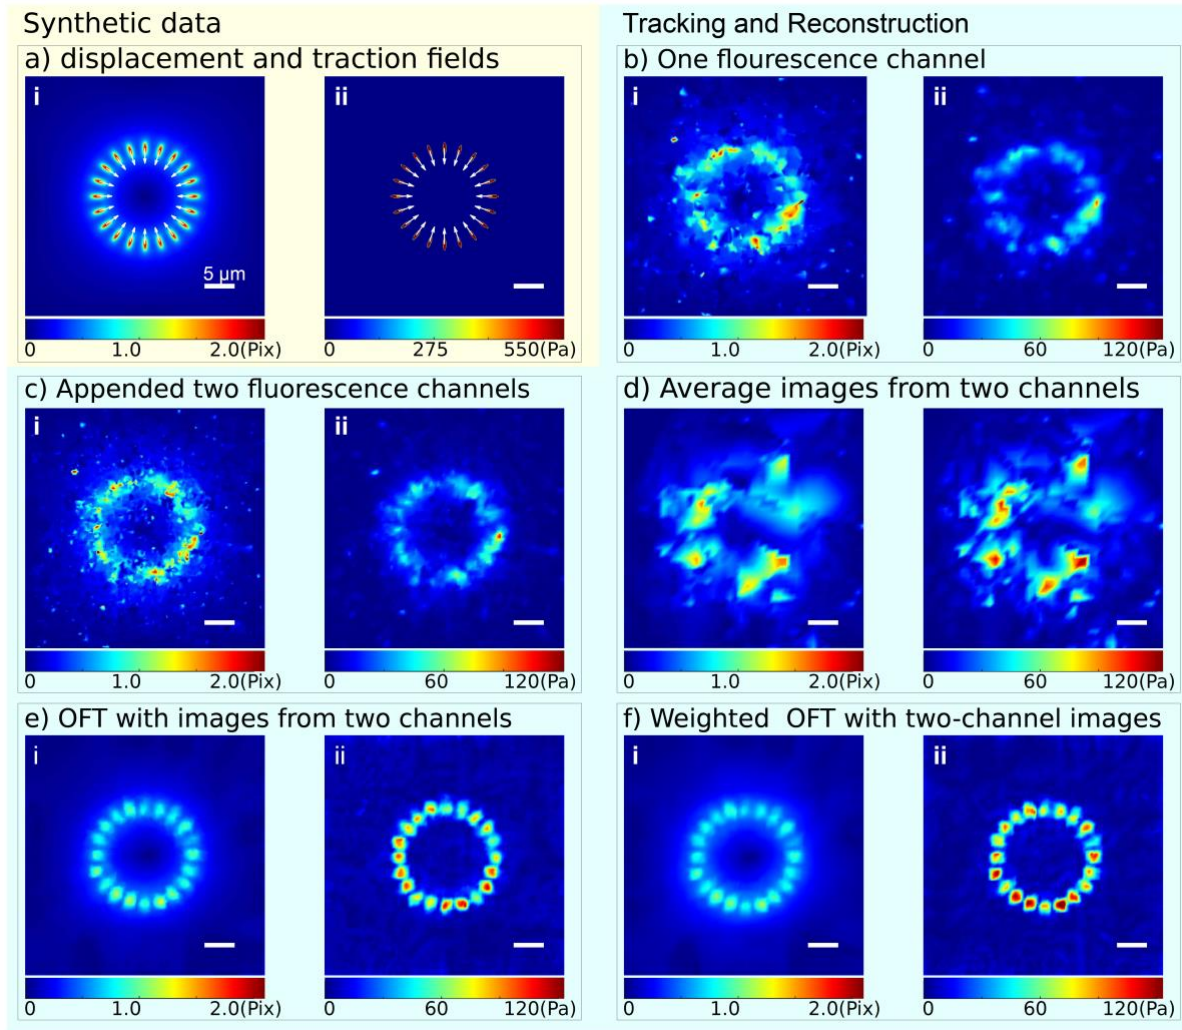 Synthetic data
Tracking and Reconstruction
a) displacement and traction fields
i
ii
5 μm
0 1.0 2.0(Pix)
0 275 550(Pa)
b) One flourescence channel
i
ii
0 1.0 2.0(Pix)
0 60 120(Pa)
c) Appended two fluorescence channels
i
ii
0 1.0 2.0(Pix)
0 60 120(Pa)
d) Average images from two channels
0 1.0 2.0(Pix)
0 60 120(Pa)
e) OFT with images from two channels
i
ii
0 1.0 2.0(Pix)
0 60 120(Pa)
f) Weighted OFT with two-channel images
i
ii
0 1.0 2.0(Pix)
0 60 120(Pa)